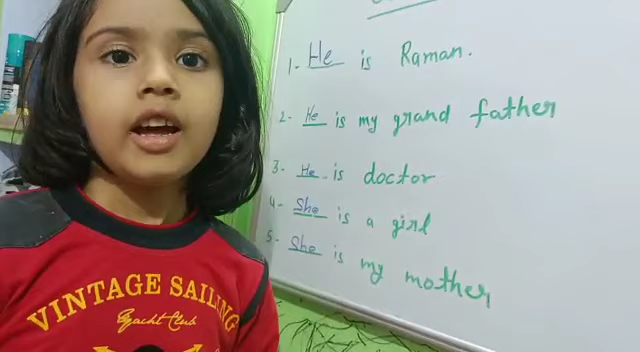 1- He is Raman.
2- He is my grand father
3- He is doctor
4- She is a girl
5- She is my mother
VINTAGE SAILING
Yacht Club